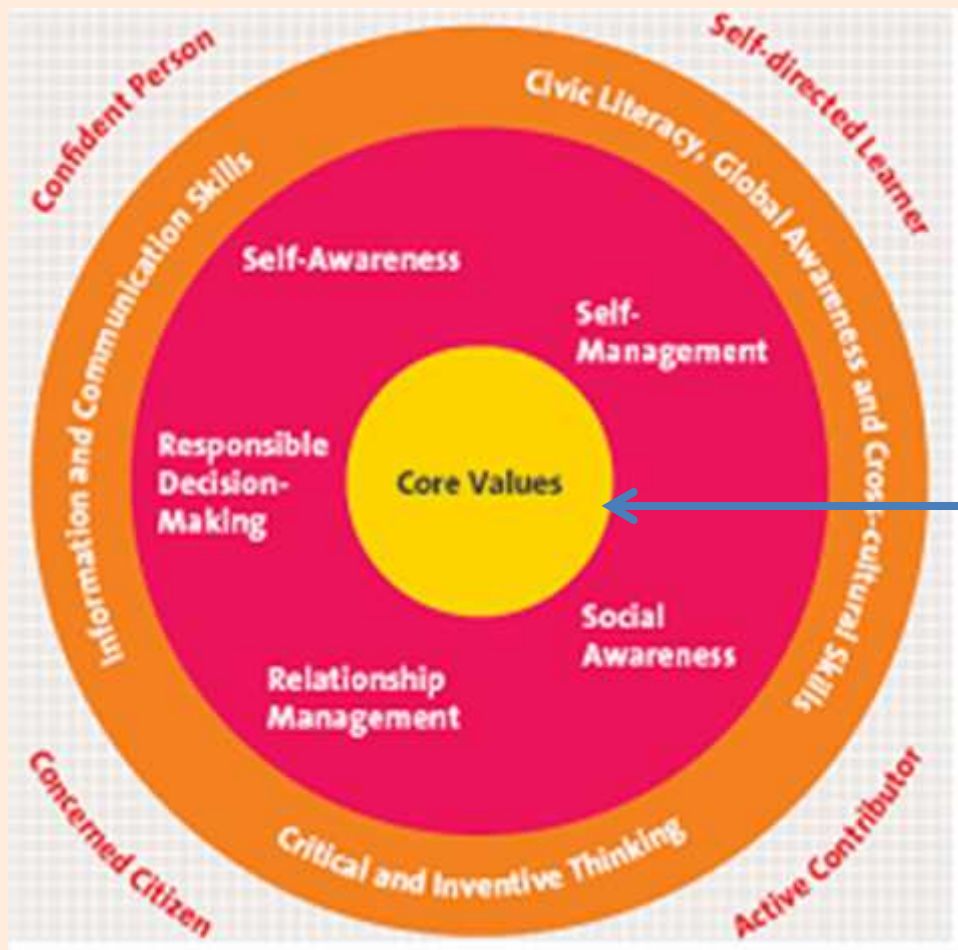 Confident Person
Self-directed Learner
Information and Communication Skills
Civic Literacy, Global Awareness and Cross-cultural Skills
Self-Awareness
Self-
Management
Responsible
Decision-
Making
Core Values
Social
Awareness
Relationship
Management
Critical and Inventive Thinking
Concerned Citizen
Active Contributor